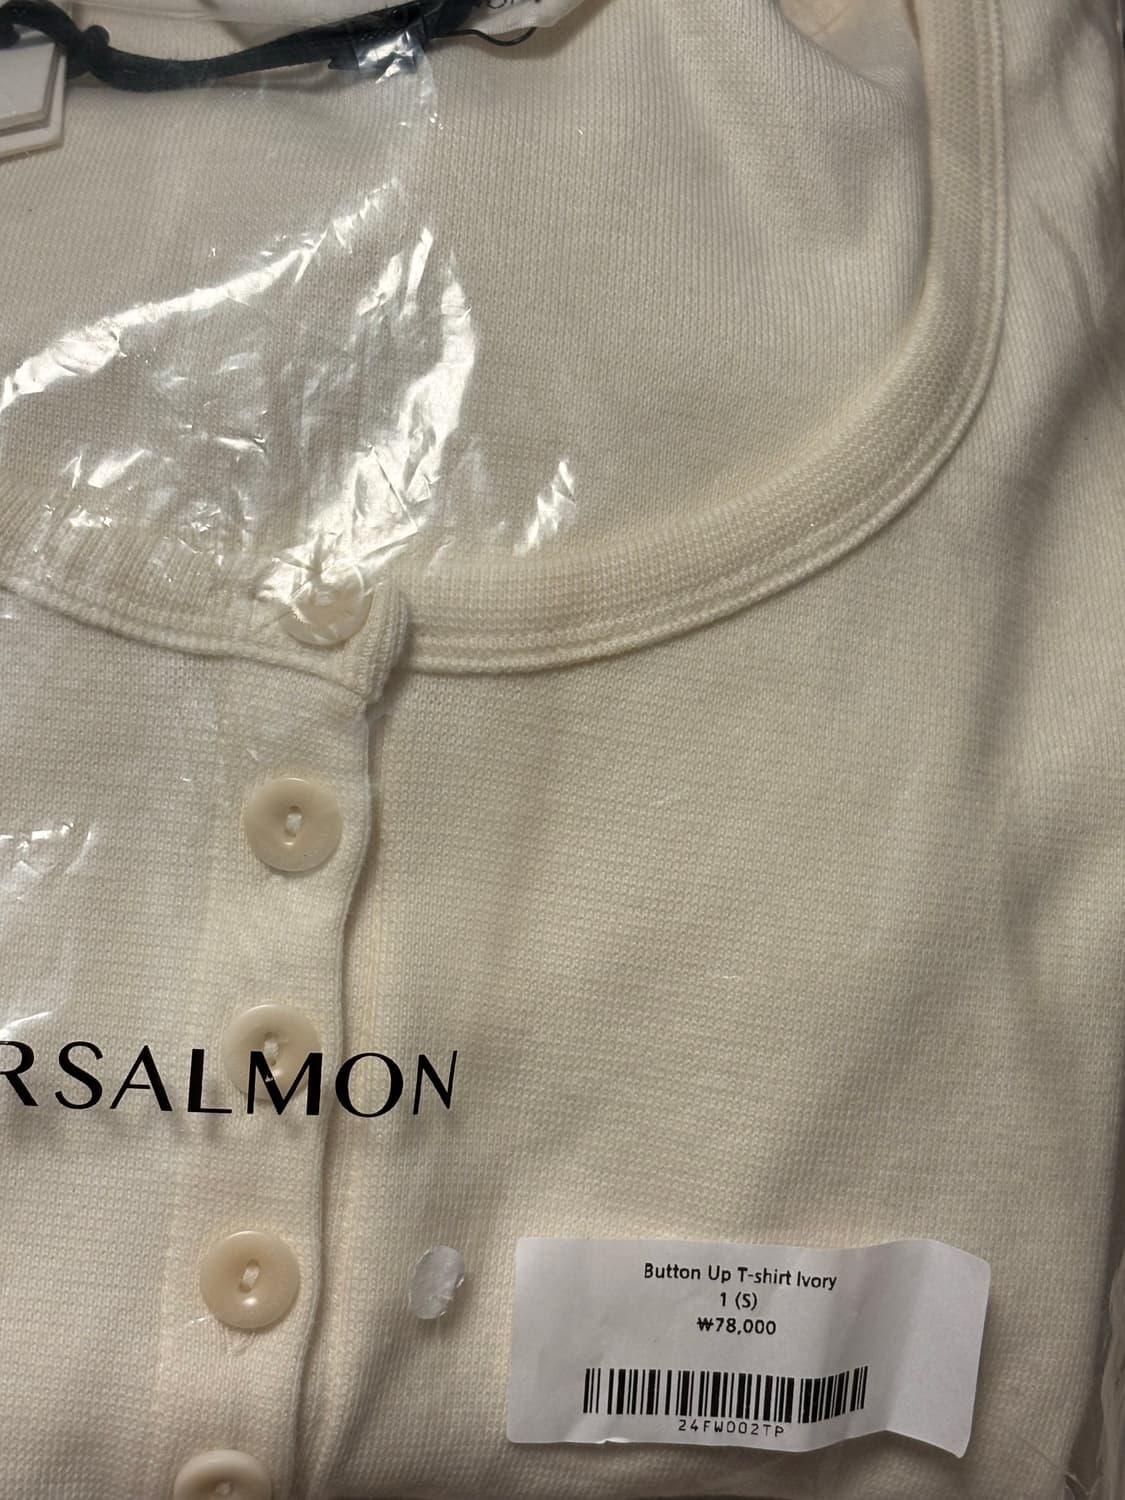 RSALMON
Button Up T-shirt Ivory
1 (S)
₩78,000
24FW002TP